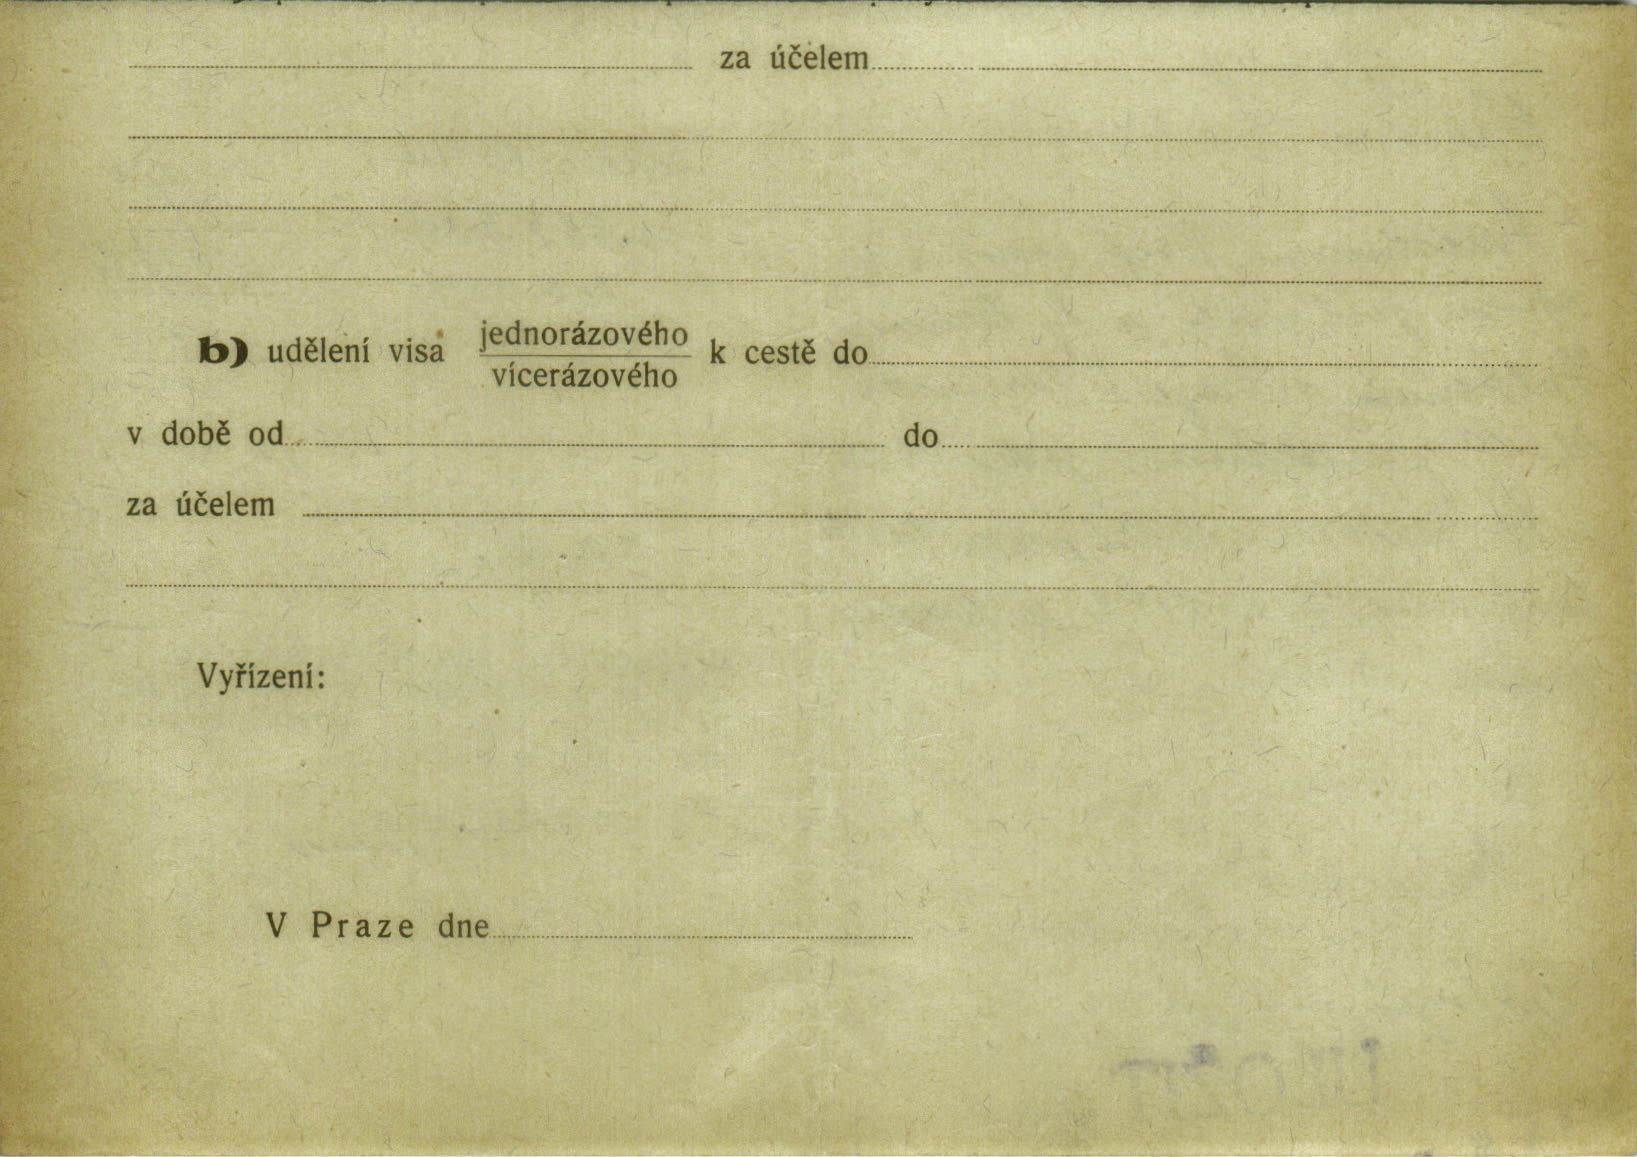 za účelem
b) udělení visa jednorázového k cestě do
vícerázového
v době od do
za účelem
Vyřízení:
V Praze dne